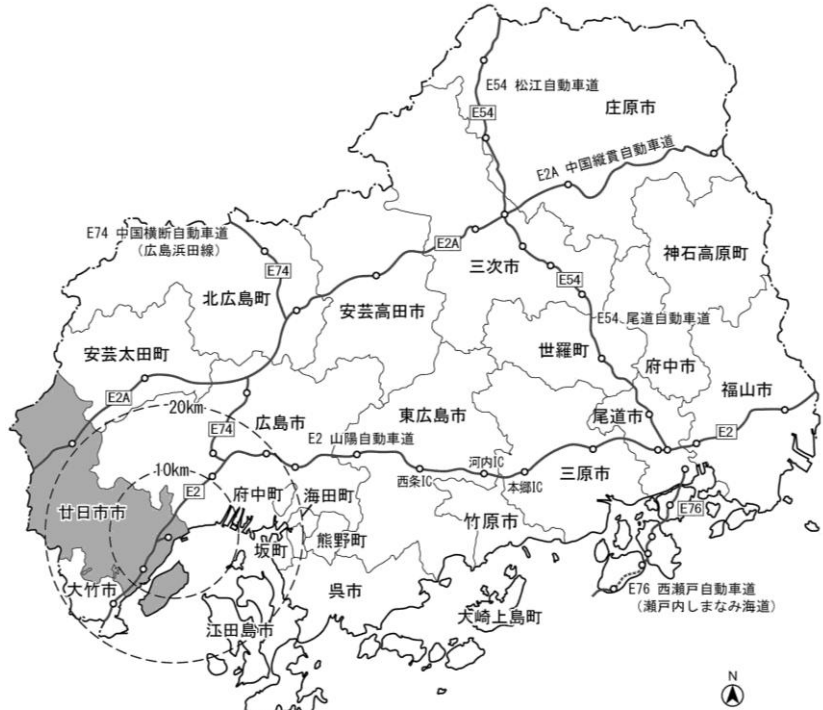 E54 松江自動車道
庄原市
E54
E2A 中国縦貫自動車道
E74 中国横断自動車道
（広島浜田線）
E2A
神石高原町
三次市
E74
E54
北広島町
安芸高田市
E54 尾道自動車道
安芸太田町
世羅町
府中市
福山市
E2A
20km
広島市
東広島市
尾道市
E74
E2 山陽自動車道
E2
10km
河内IC
三原市
西条IC
本郷IC
E2
府中町
海田町
廿日市市
竹原市
E76
坂町
熊野町
大竹市
呉市
E76 西瀬戸自動車道
（瀬戸内しまなみ海道）
大崎上島町
江田島市
N